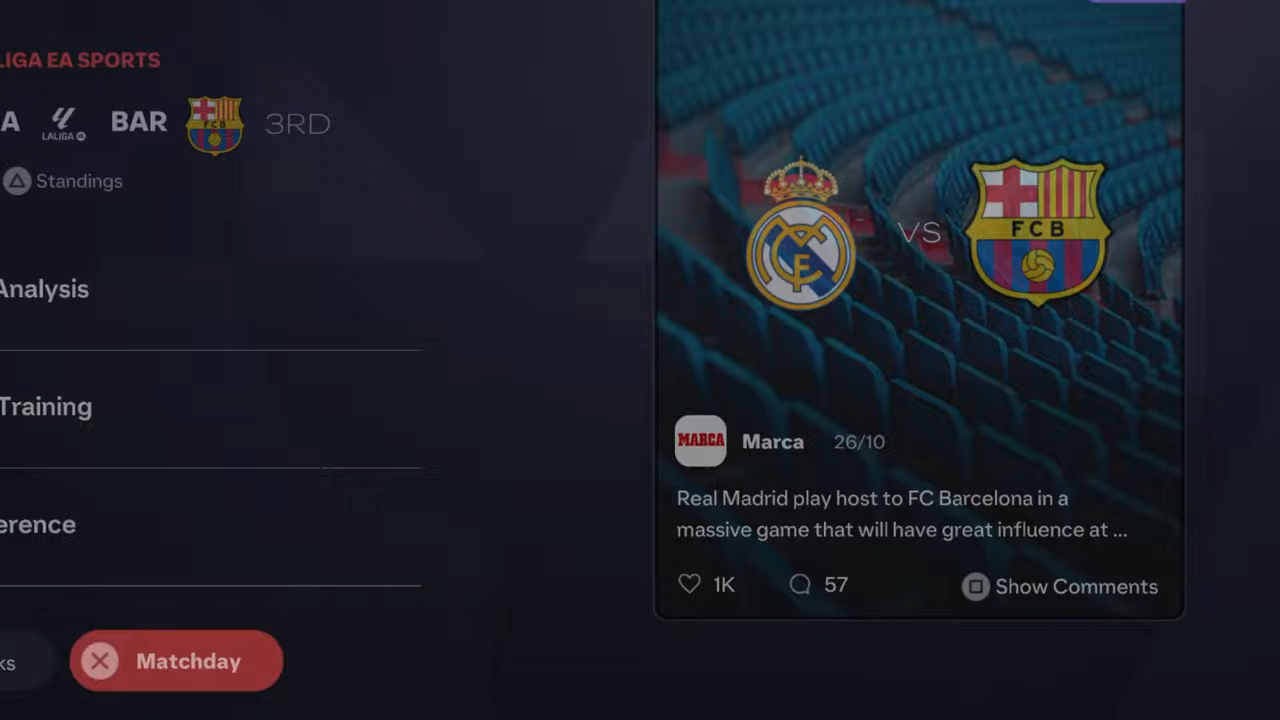 LIGA EA SPORTS
A
LALIGA
BAR
FCB
3RD
Standings
Analysis
Training
erence
ks
Matchday
VS
F C B
MARCA
Marca
26/10
Real Madrid play host to FC Barcelona in a
massive game that will have great influence at ...
1K
57
Show Comments